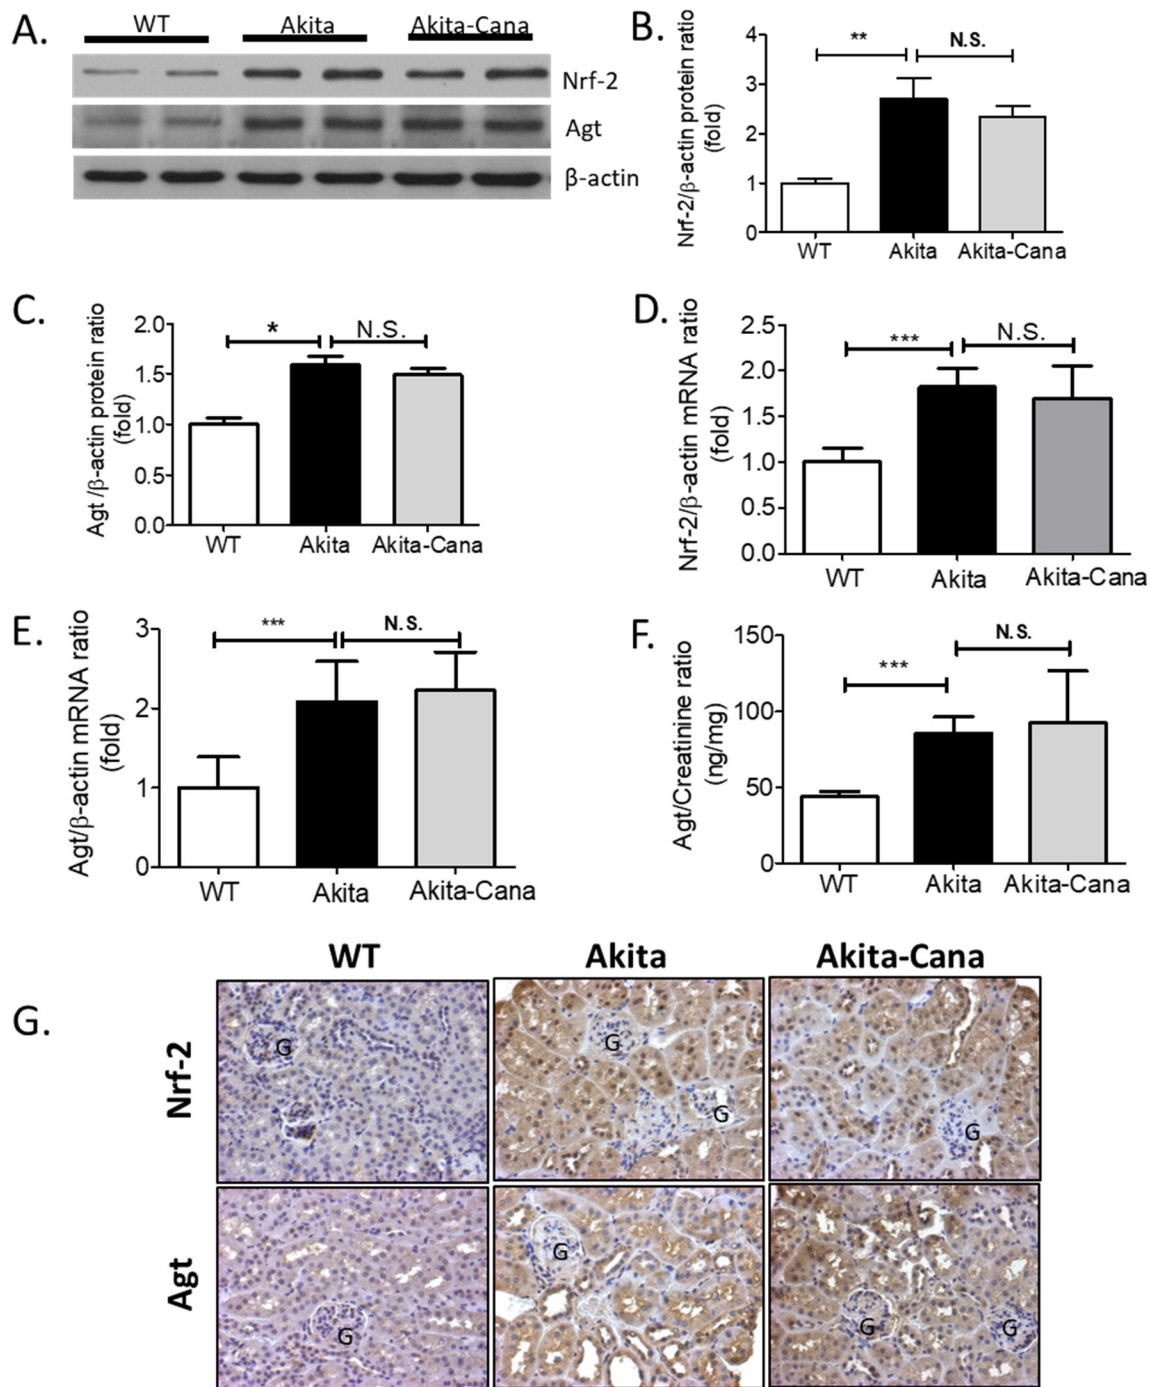 A.
WT Akita Akita-Cana
Nrf-2
Agt
β-actin
B.
Nrf-2/β-actin protein ratio
(fold)
4
3
2
1
0
** N.S.
WT Akita Akita-Cana
C.
Agt /β-actin protein ratio
(fold)
2.0
1.5
1.0
0.5
0.0
* N.S.
WT Akita Akita-Cana
D.
Nrf-2/β-actin mRNA ratio
(fold)
2.5
2.0
1.5
1.0
0.5
0.0
*** N.S.
WT Akita Akita-Cana
E.
Agt/β-actin mRNA ratio
(fold)
3
2
1
0
*** N.S.
WT Akita Akita-Cana
F.
Agt/Creatinine ratio
(ng/mg)
150
100
50
0
*** N.S.
WT Akita Akita-Cana
G.
WT Akita Akita-Cana
Nrf-2
G G G G
Agt
G G G G